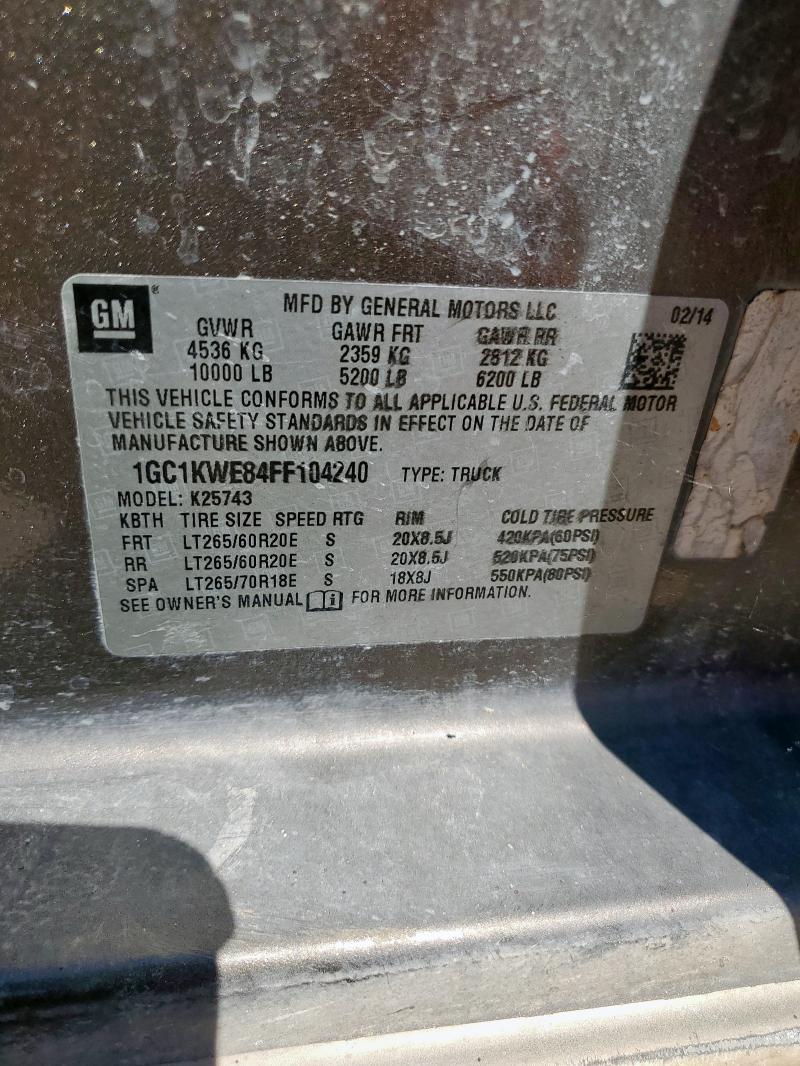 GM ® MFD BY GENERAL MOTORS LLC 02/14
GVWR GAWR FRT GAWR RR
4536 KG 2359 KG 2812 KG
10000 LB 5200 LB 6200 LB
THIS VEHICLE CONFORMS TO ALL APPLICABLE U.S. FEDERAL MOTOR
VEHICLE SAFETY STANDARDS IN EFFECT ON THE DATE OF
MANUFACTURE SHOWN ABOVE.
1GC1KWE84FF104240 TYPE: TRUCK
MODEL: K25743
KBTH TIRE SIZE SPEED RTG RIM COLD TIRE PRESSURE
FRT LT265/60R20E S 20X8.5J 420KPA(60PSI)
RR LT265/60R20E S 20X8.5J 520KPA(75PSI)
SPA LT265/70R18E S 18X8J 550KPA(80PSI)
SEE OWNER'S MANUAL FOR MORE INFORMATION.